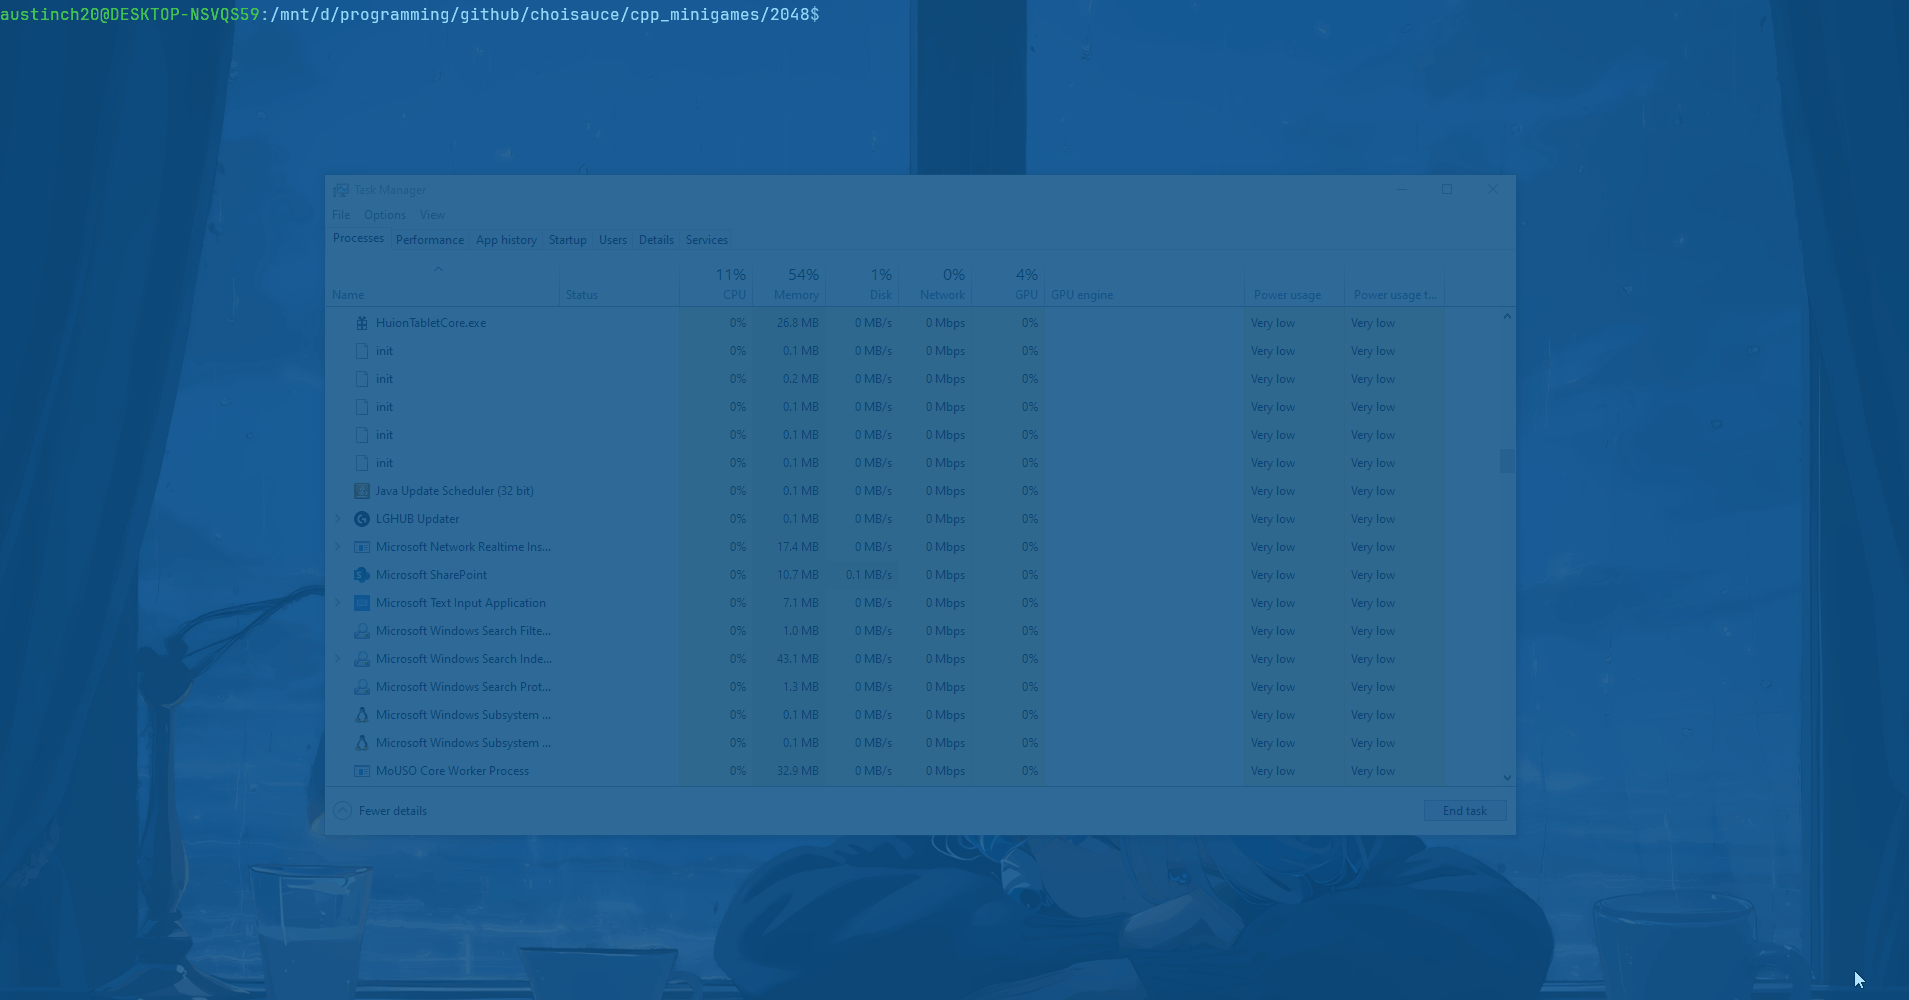 austinch20@DESKTOP-NSVQS59:/mnt/d/programming/github/choisauce/cpp_minigames/2048$
Task Manager
File Options View
Processes Performance App history Startup Users Details Services
11% 54% 1% 0% 4%
Name Status CPU Memory Disk Network GPU GPU engine Power usage Power usage t...
HuionTabletCore.exe 0% 26.8 MB 0 MB/s 0 Mbps 0% Very low Very low
init 0% 0.1 MB 0 MB/s 0 Mbps 0% Very low Very low
init 0% 0.2 MB 0 MB/s 0 Mbps 0% Very low Very low
init 0% 0.1 MB 0 MB/s 0 Mbps 0% Very low Very low
init 0% 0.1 MB 0 MB/s 0 Mbps 0% Very low Very low
init 0% 0.1 MB 0 MB/s 0 Mbps 0% Very low Very low
Java Update Scheduler (32 bit) 0% 0.1 MB 0 MB/s 0 Mbps 0% Very low Very low
LGHUB Updater 0% 0.1 MB 0 MB/s 0 Mbps 0% Very low Very low
Microsoft Network Realtime Ins... 0% 17.4 MB 0 MB/s 0 Mbps 0% Very low Very low
Microsoft SharePoint 0% 10.7 MB 0.1 MB/s 0 Mbps 0% Very low Very low
Microsoft Text Input Application 0% 7.1 MB 0 MB/s 0 Mbps 0% Very low Very low
Microsoft Windows Search Filte... 0% 1.0 MB 0 MB/s 0 Mbps 0% Very low Very low
Microsoft Windows Search Inde... 0% 43.1 MB 0 MB/s 0 Mbps 0% Very low Very low
Microsoft Windows Search Prot... 0% 1.3 MB 0 MB/s 0 Mbps 0% Very low Very low
Microsoft Windows Subsystem ... 0% 0.1 MB 0 MB/s 0 Mbps 0% Very low Very low
Microsoft Windows Subsystem ... 0% 0.1 MB 0 MB/s 0 Mbps 0% Very low Very low
MoUSO Core Worker Process 0% 32.9 MB 0 MB/s 0 Mbps 0% Very low Very low
Fewer details End task